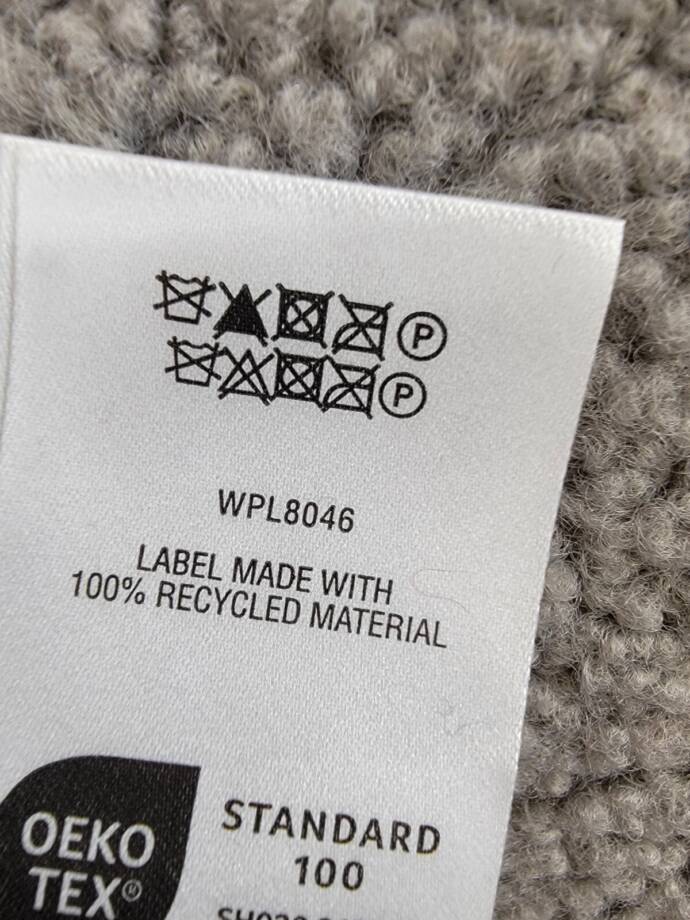 P
P
WPL8046
LABEL MADE WITH
100% RECYCLED MATERIAL
OEKO
TEX®
STANDARD
100